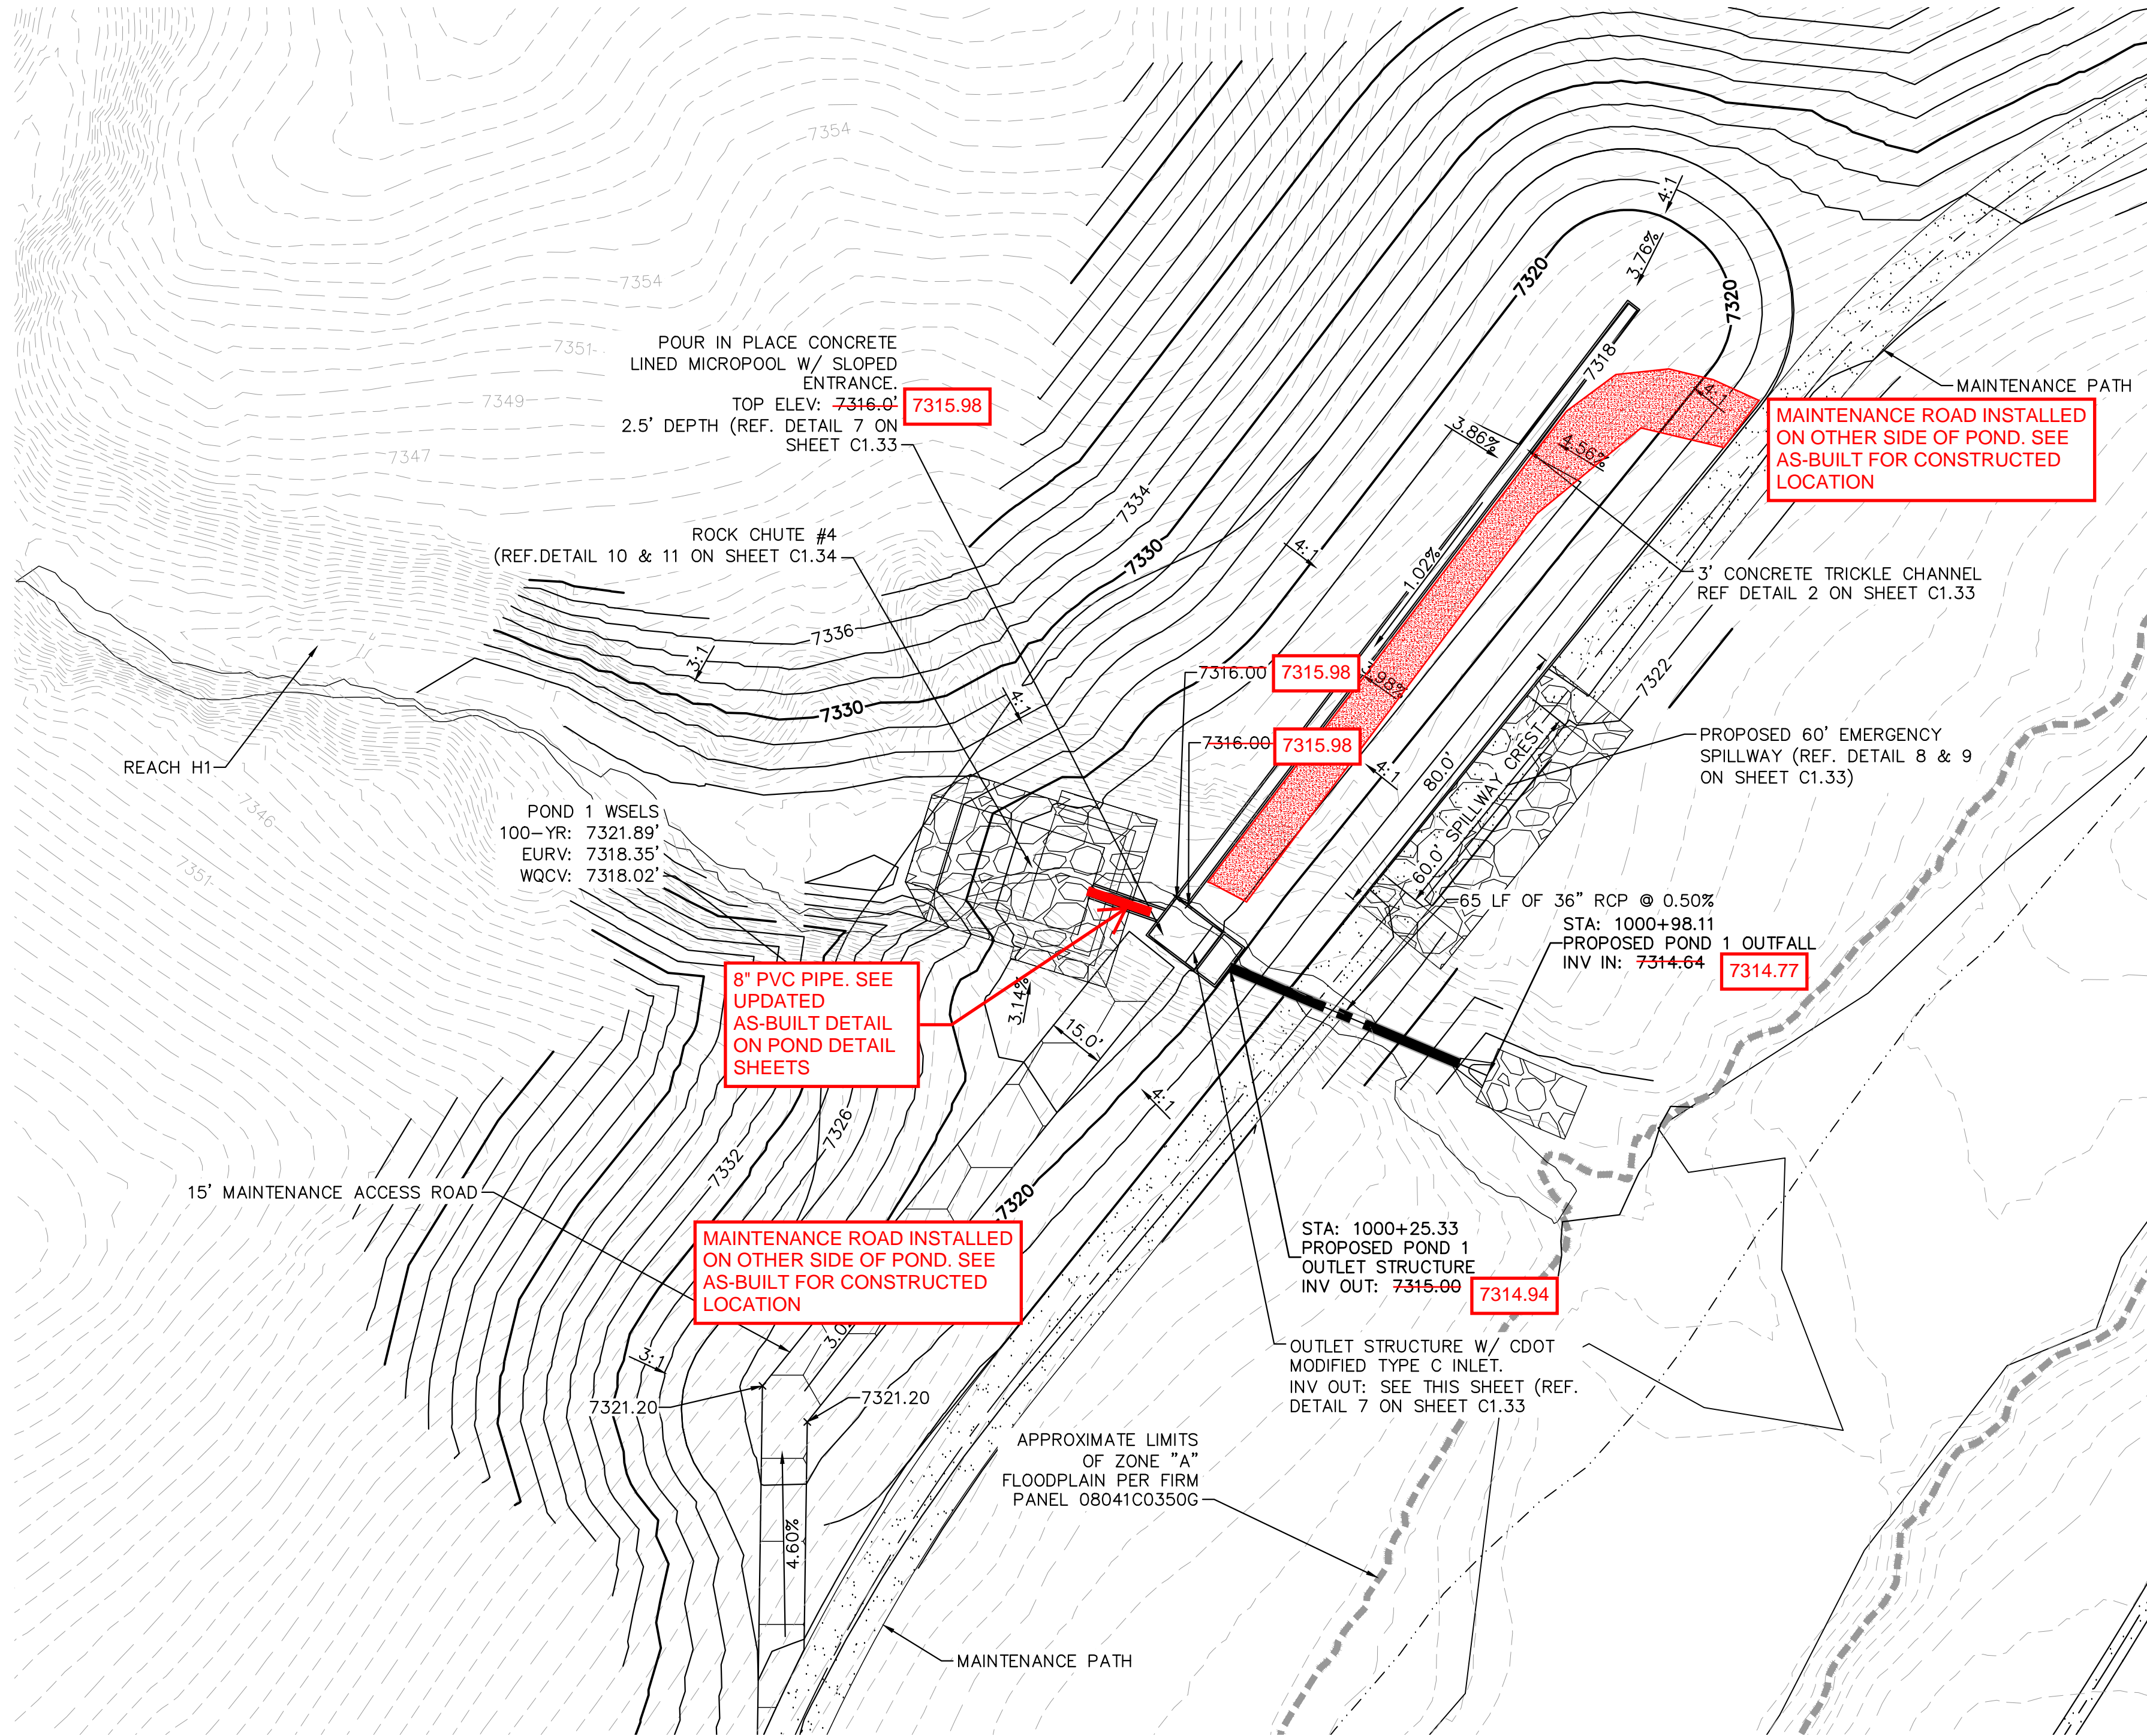 7354
7354
7351
7349
7347
7346
7351
POUR IN PLACE CONCRETE
LINED MICROPOOL W/ SLOPED
ENTRANCE.
TOP ELEV: 7316.0' 7315.98
2.5' DEPTH (REF. DETAIL 7 ON
SHEET C1.33
ROCK CHUTE #4
(REF.DETAIL 10 & 11 ON SHEET C1.34
7336
3:1
7330
4:1
7334
7330
4:1
7320
4:1
3.76%
7320
7318
3.86%
4:1
4.56%
1.02%
MAINTENANCE PATH
MAINTENANCE ROAD INSTALLED
ON OTHER SIDE OF POND. SEE
AS-BUILT FOR CONSTRUCTED
LOCATION
3' CONCRETE TRICKLE CHANNEL
REF DETAIL 2 ON SHEET C1.33
7316.00 7315.98
.98%
7316.00 7315.98
4:1
80.0'
60.0' SPILLWAY CREST
7322
PROPOSED 60' EMERGENCY
SPILLWAY (REF. DETAIL 8 & 9
ON SHEET C1.33)
REACH H1
POND 1 WSELS
100-YR: 7321.89'
EURV: 7318.35'
WQCV: 7318.02'
65 LF OF 36" RCP @ 0.50%
STA: 1000+98.11
PROPOSED POND 1 OUTFALL
INV IN: 7314.64 7314.77
8" PVC PIPE. SEE
UPDATED
AS-BUILT DETAIL
ON POND DETAIL
SHEETS
3.14%
15.0'
4:1
7326
7332
7320
15' MAINTENANCE ACCESS ROAD
MAINTENANCE ROAD INSTALLED
ON OTHER SIDE OF POND. SEE
AS-BUILT FOR CONSTRUCTED
LOCATION
3.0
3:1
7321.20
7321.20
4.60%
STA: 1000+25.33
PROPOSED POND 1
OUTLET STRUCTURE
INV OUT: 7315.00 7314.94
OUTLET STRUCTURE W/ CDOT
MODIFIED TYPE C INLET.
INV OUT: SEE THIS SHEET (REF.
DETAIL 7 ON SHEET C1.33
APPROXIMATE LIMITS
OF ZONE "A"
FLOODPLAIN PER FIRM
PANEL 08041C0350G
MAINTENANCE PATH